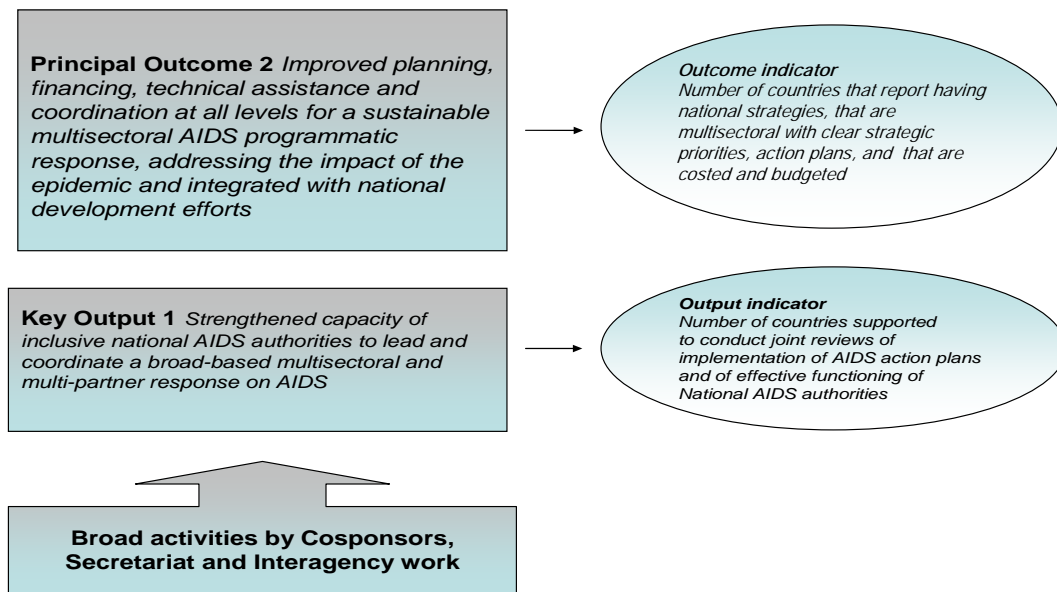 Principal Outcome 2 Improved planning,
financing, technical assistance and
coordination at all levels for a sustainable
multisectoral AIDS programmatic
response, addressing the impact of the
epidemic and integrated with national
development efforts
Outcome indicator
Number of countries that report having
national strategies, that are
multisectoral with clear strategic
priorities, action plans, and that are
costed and budgeted
Key Output 1 Strengthened capacity of
inclusive national AIDS authorities to lead and
coordinate a broad-based multisectoral and
multi-partner response on AIDS
Output indicator
Number of countries supported
to conduct joint reviews of
implementation of AIDS action plans
and of effective functioning of
National AIDS authorities
Broad activities by Cosponsors,
Secretariat and Interagency work